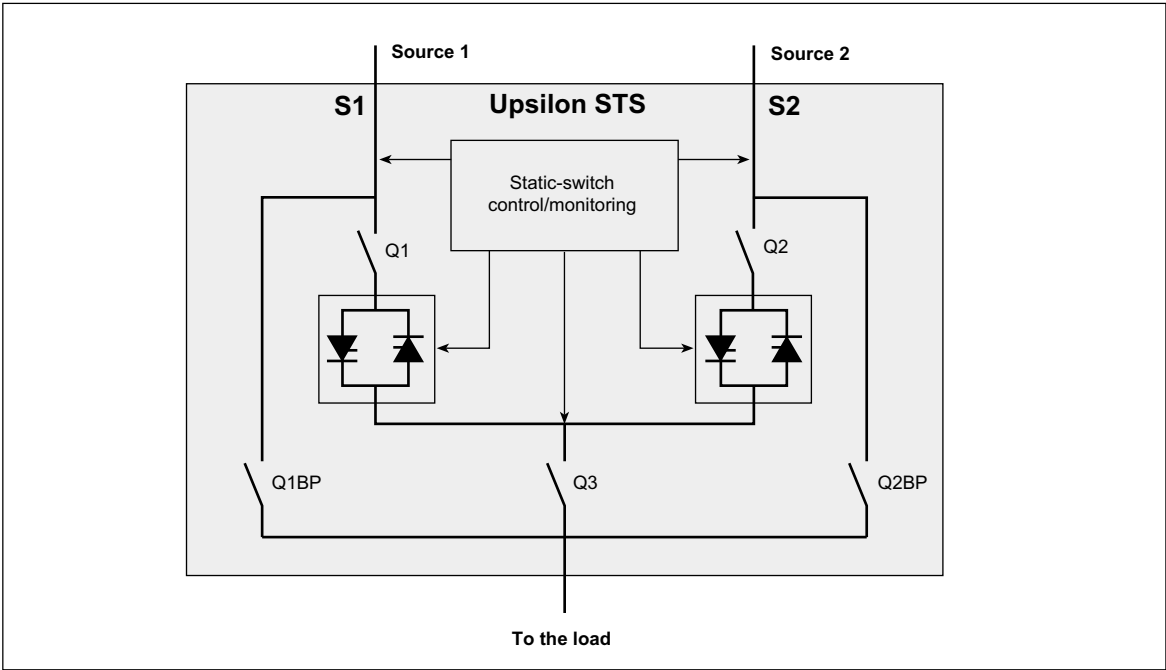 Source 1
Source 2
S1
Upsilon STS
S2
Static-switch
control/monitoring
Q1
Q2
Q1BP
Q3
Q2BP
To the load